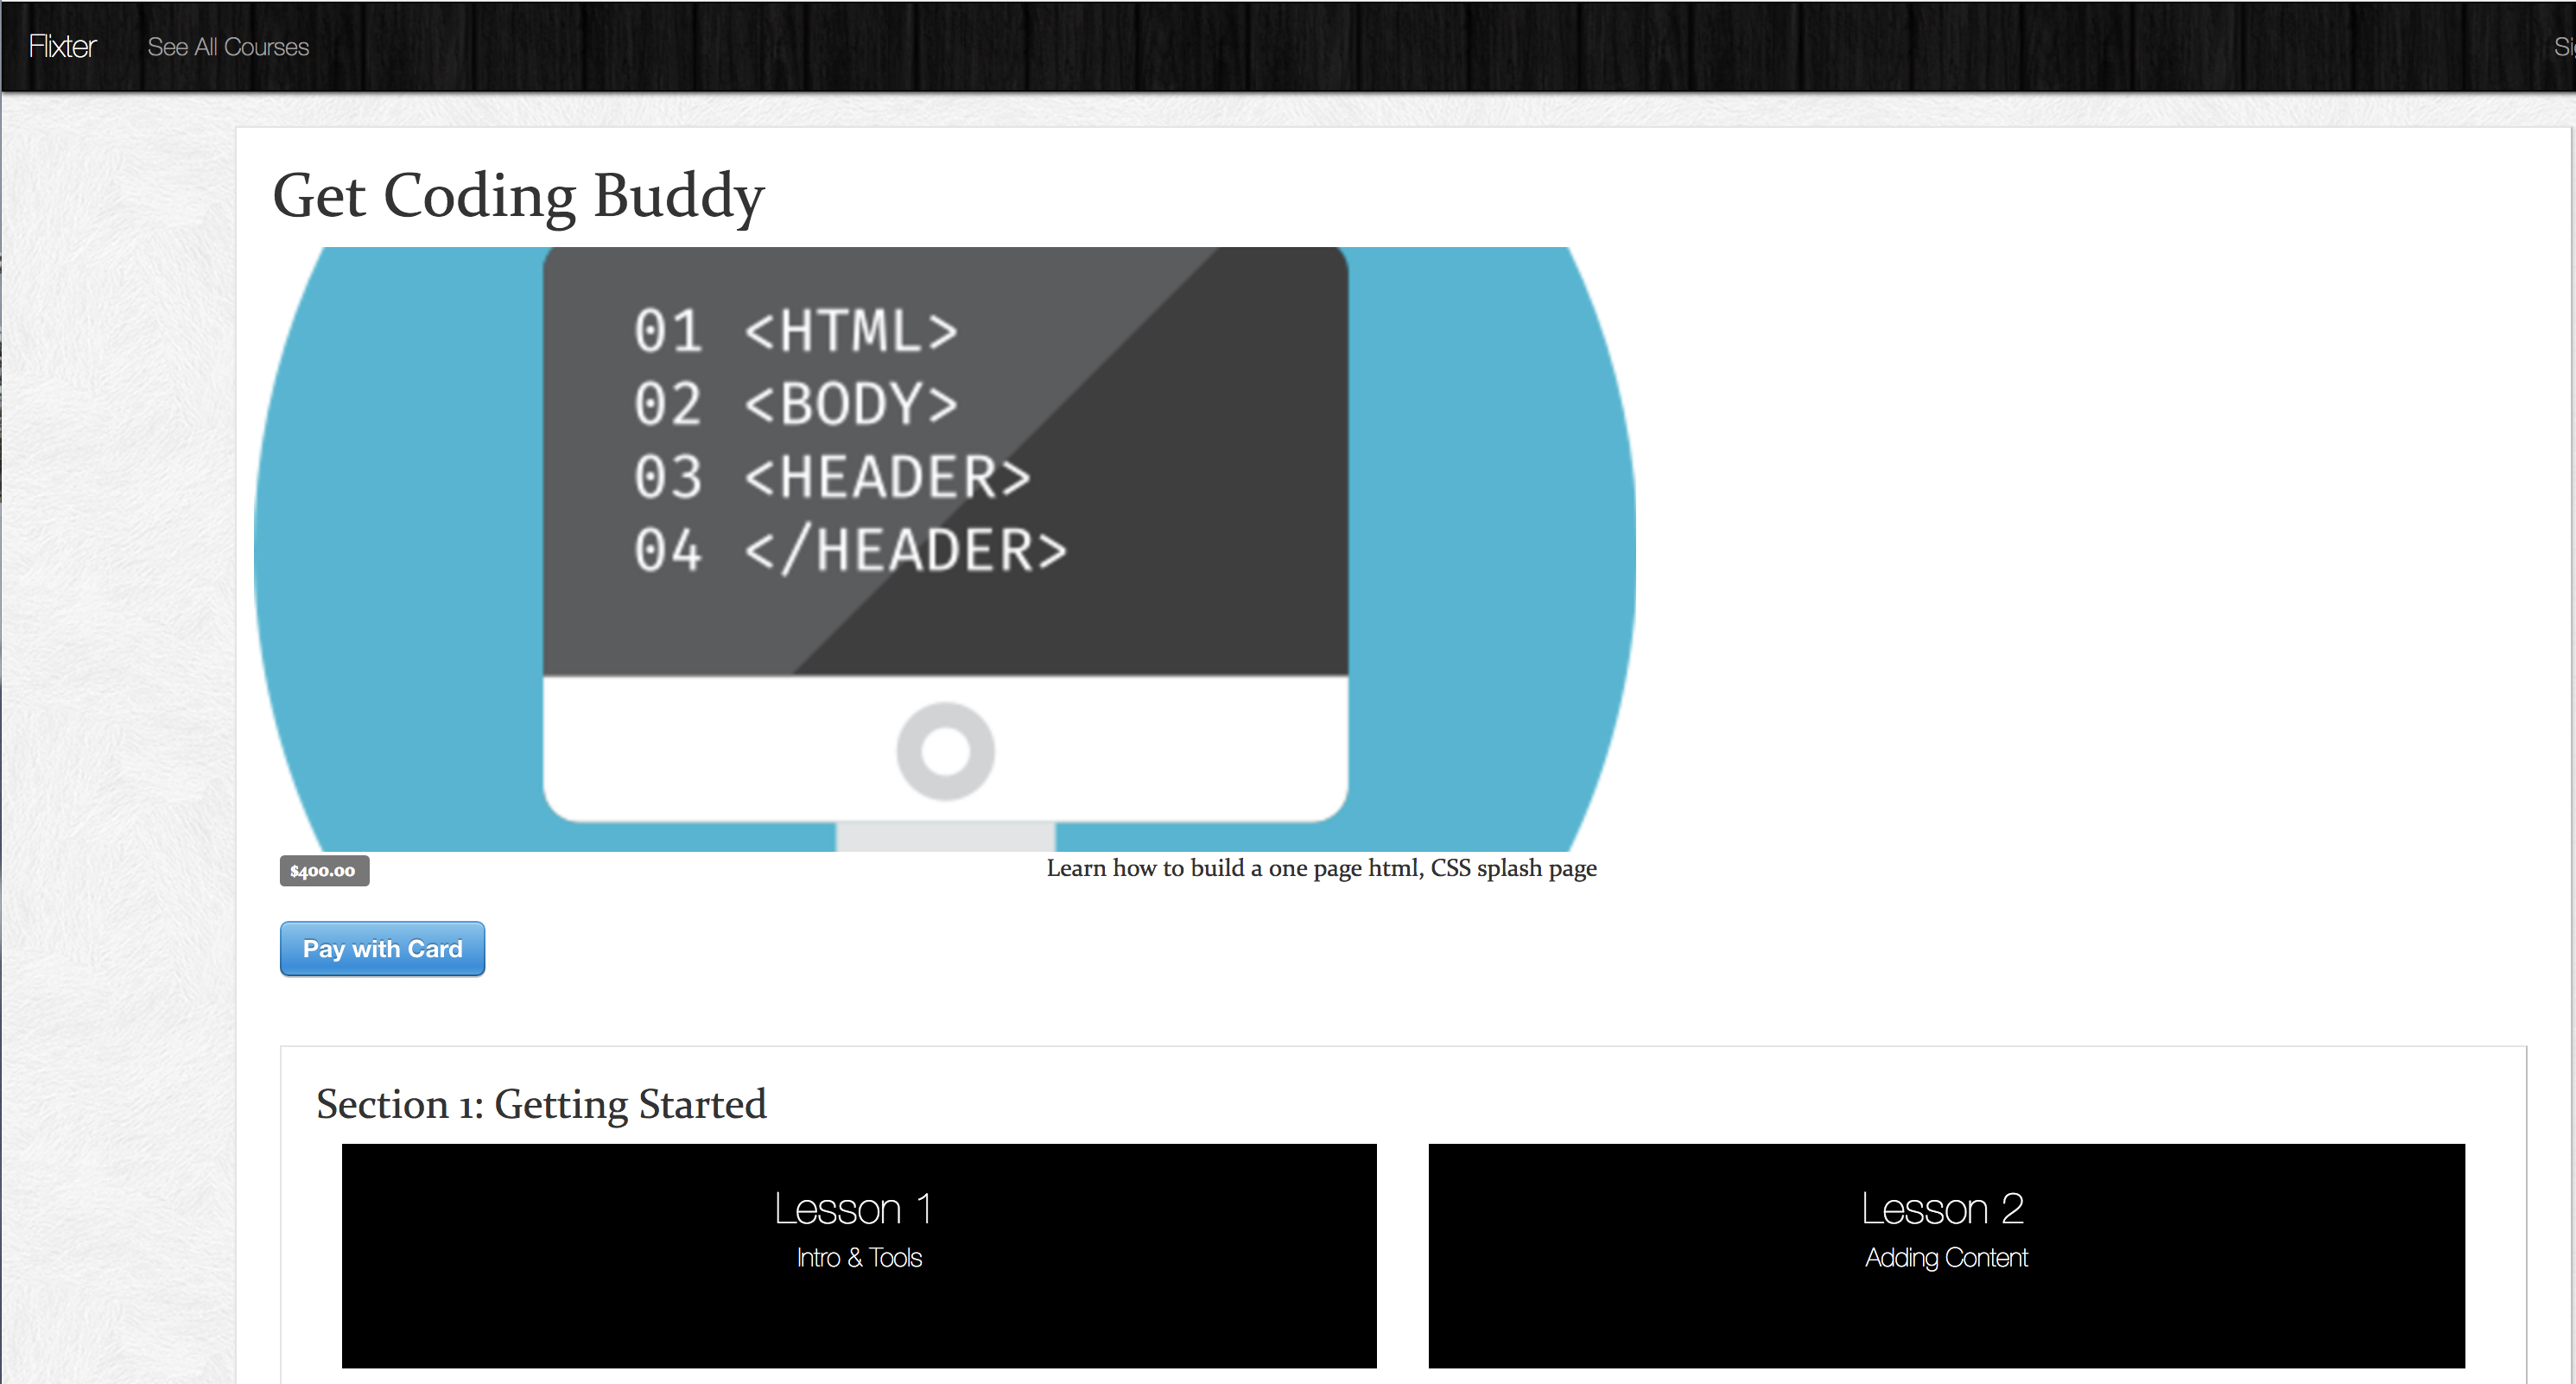 Flixter See All Courses
Get Coding Buddy
01 <HTML>
02 <BODY>
03 <HEADER>
04 </HEADER>
$400.00 Learn how to build a one page html, CSS splash page
Pay with Card
Section 1: Getting Started
Lesson 1 Lesson 2
Intro & Tools Adding Content